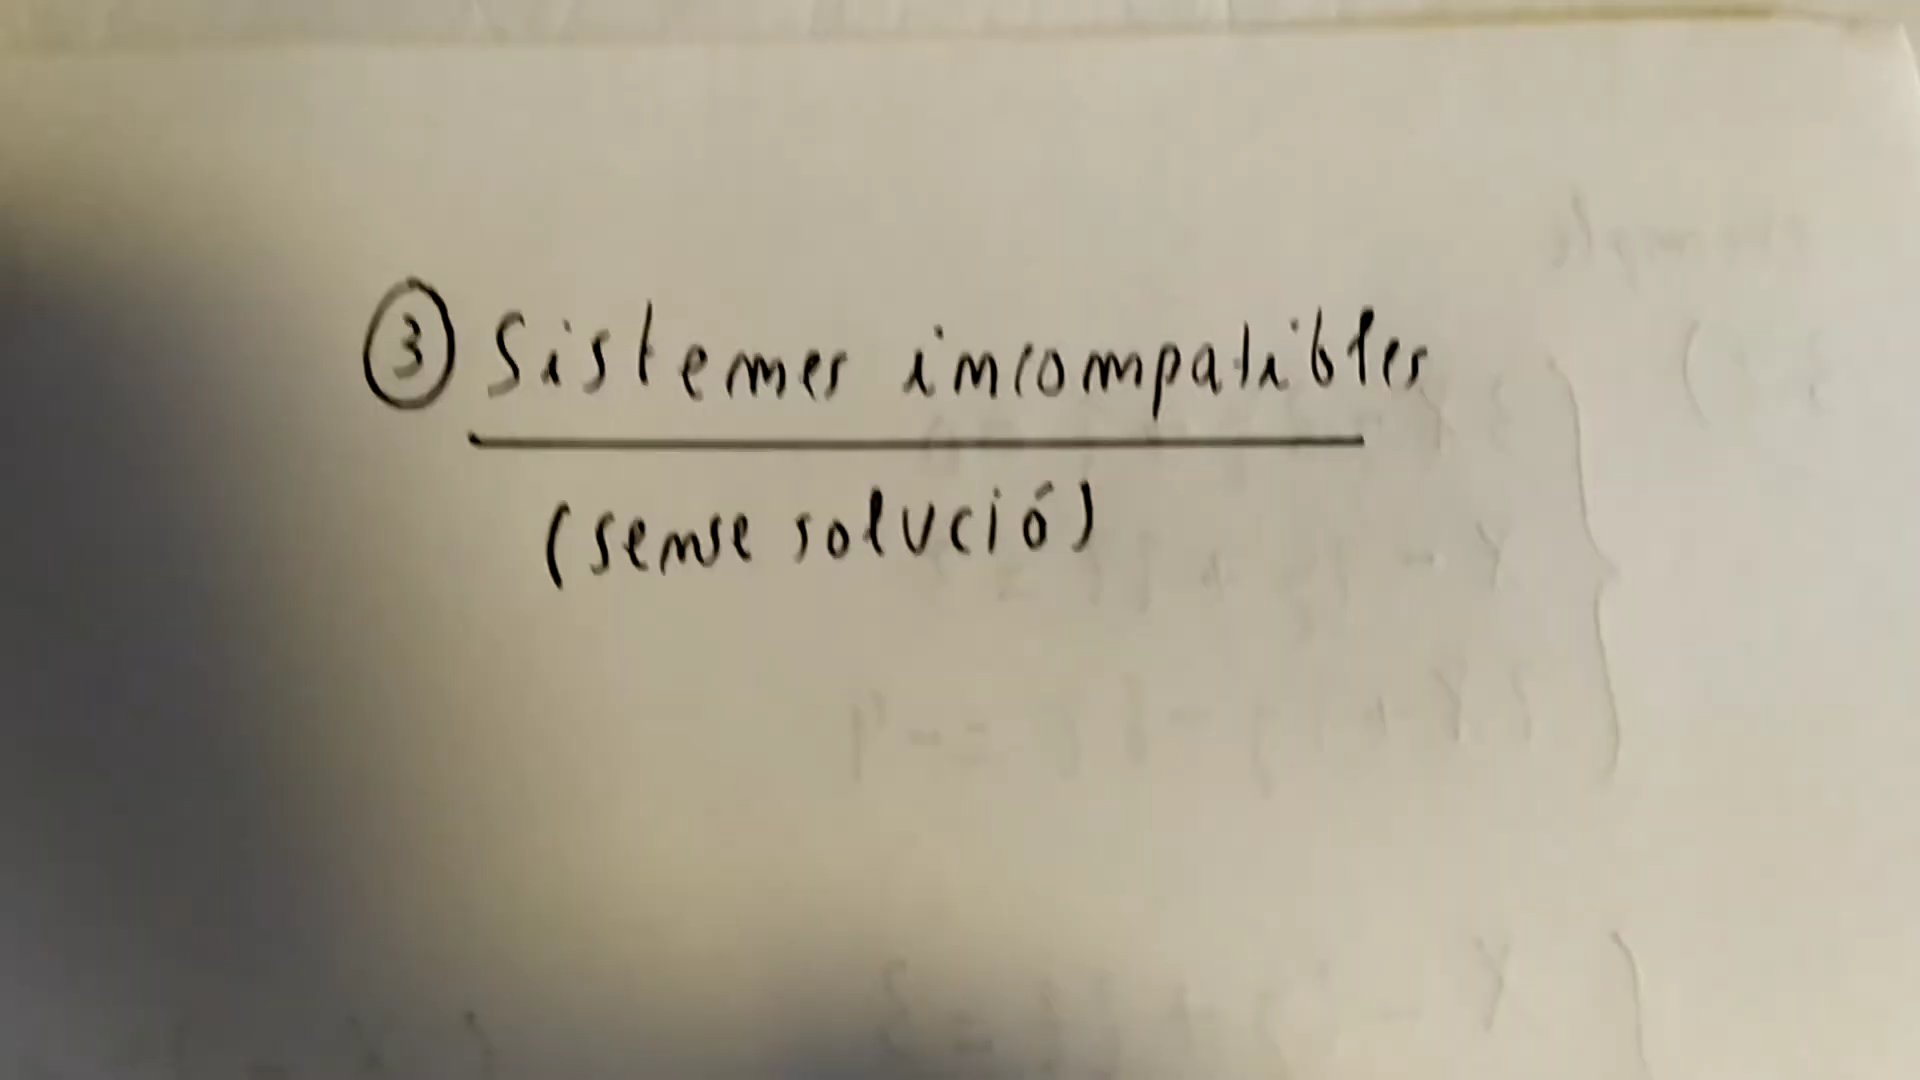 ③ Sistemes incompatibles
(sense solució)